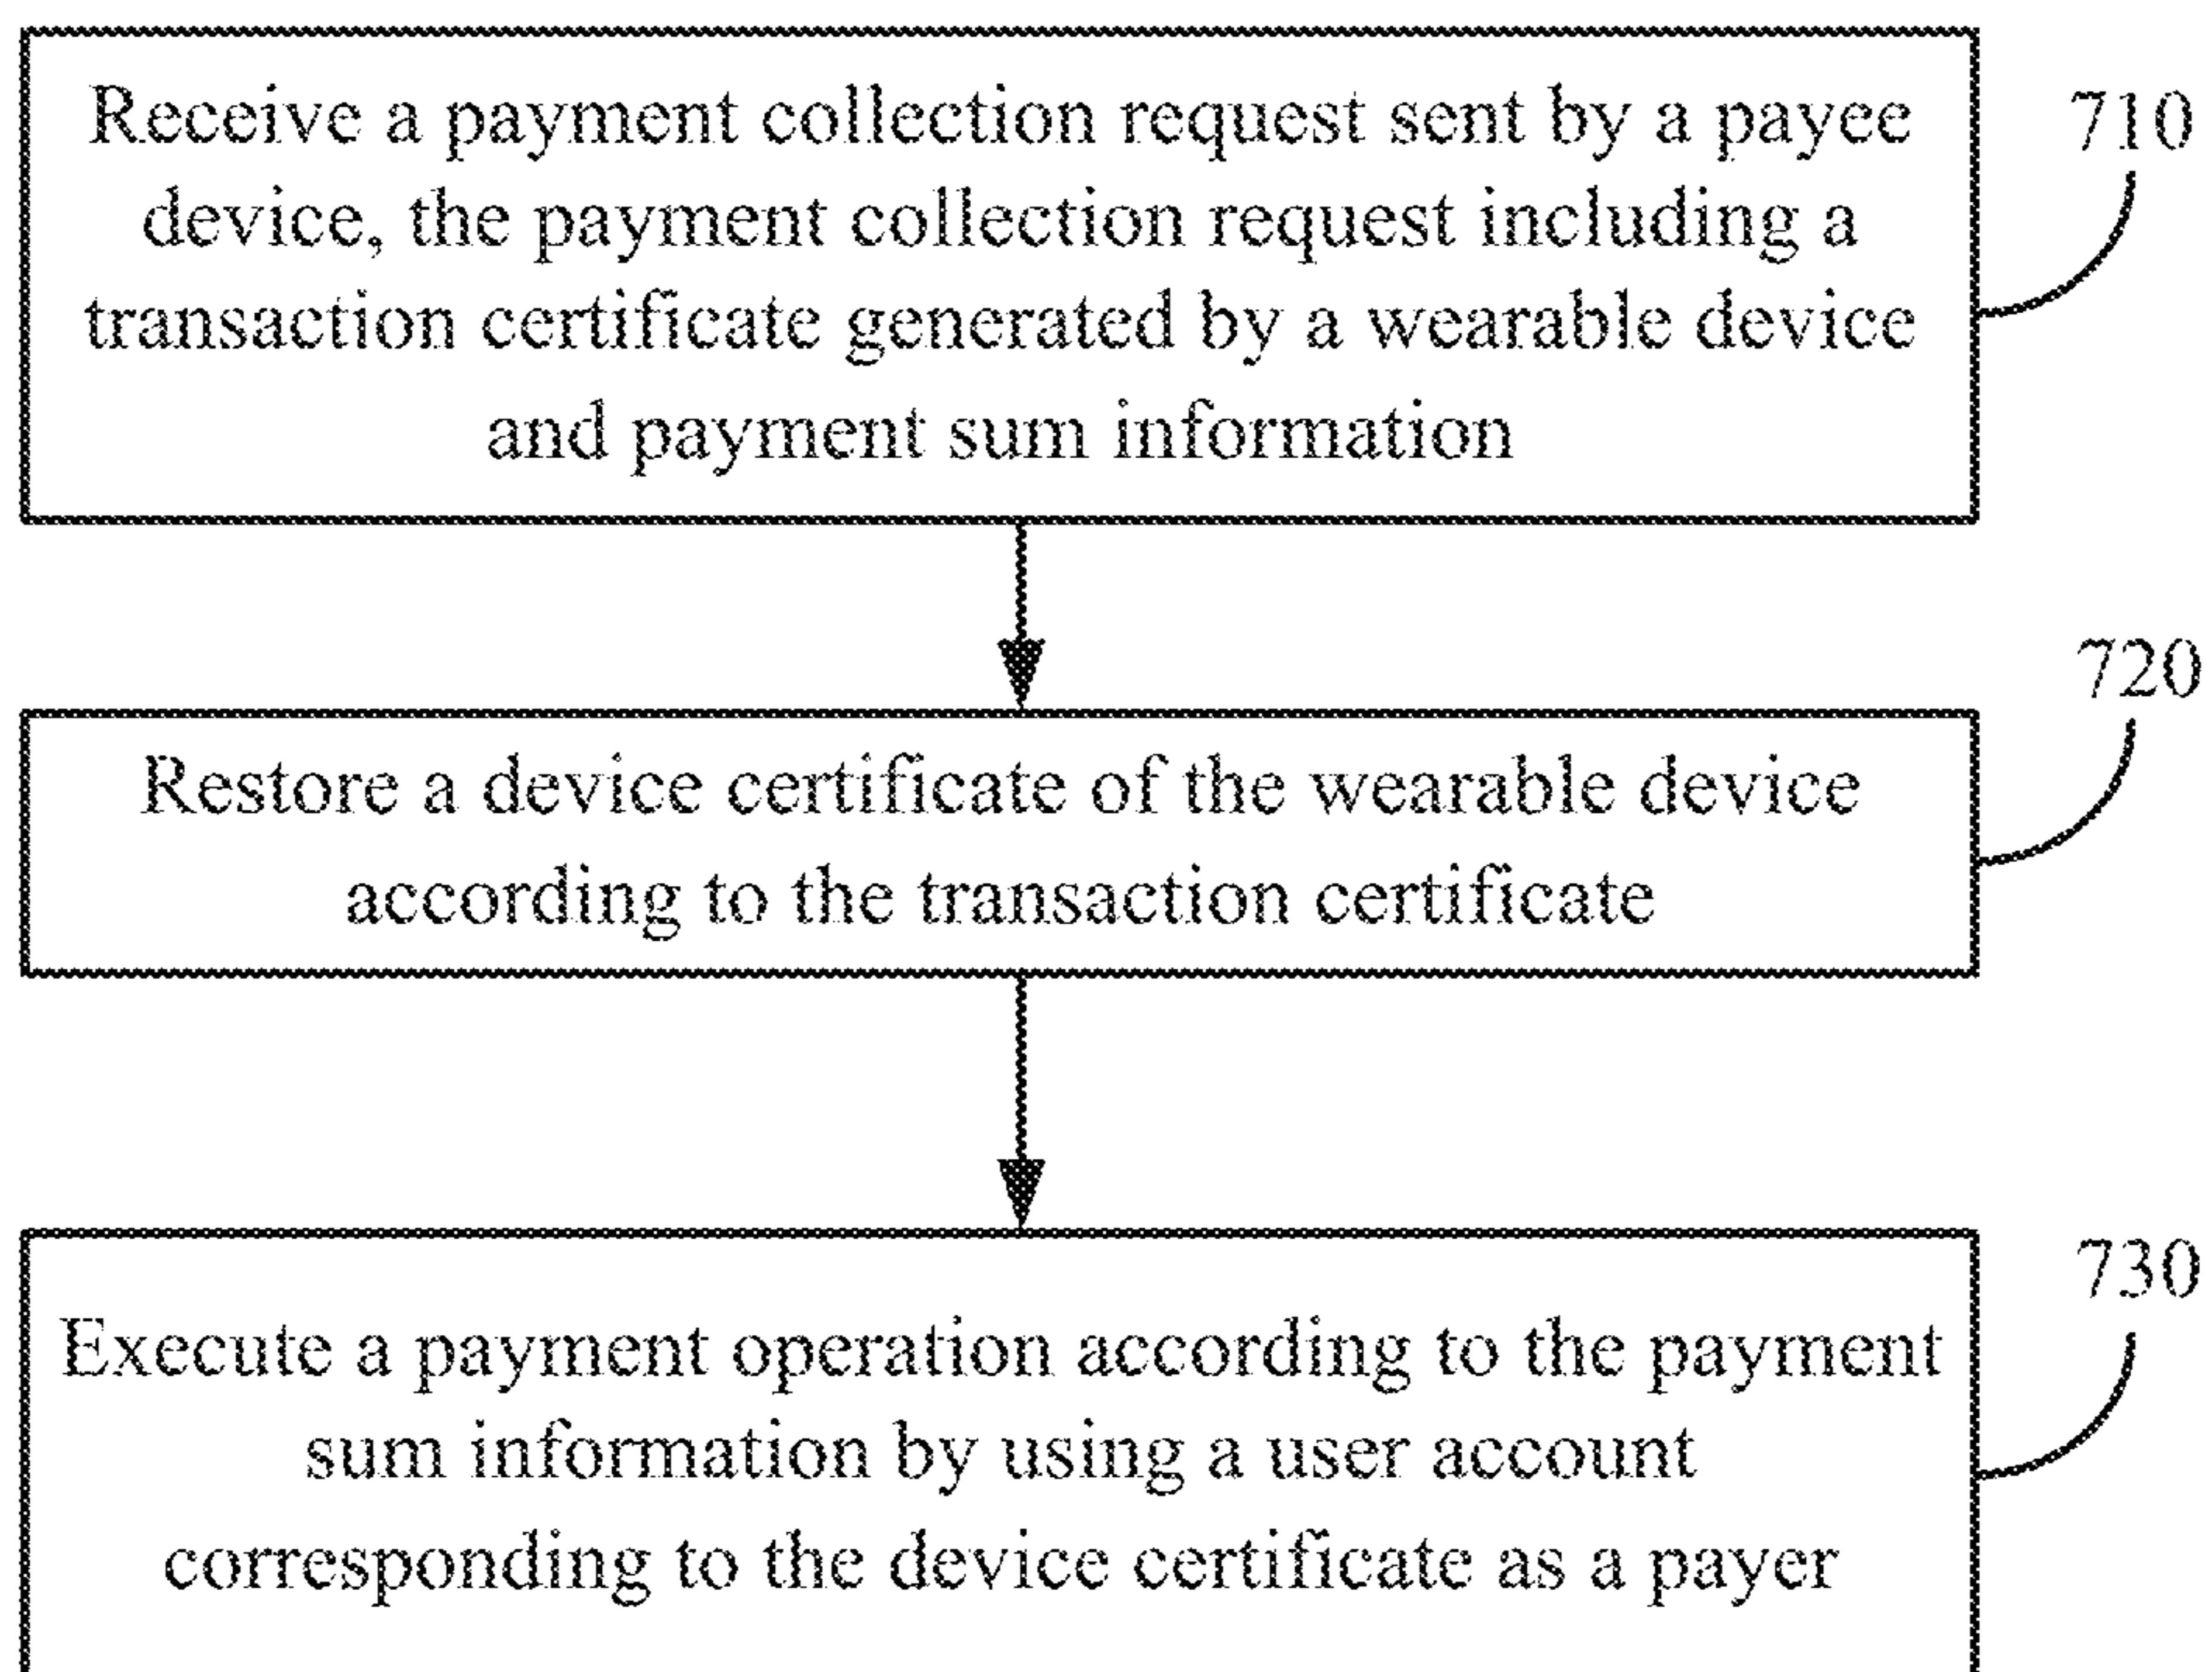 Receive a payment collection request sent by a payee
device, the payment collection request including a
transaction certificate generated by a wearable device
and payment sum information
710
Restore a device certificate of the wearable device
according to the transaction certificate
720
Execute a payment operation according to the payment
sum information by using a user account
corresponding to the device certificate as a payer
730